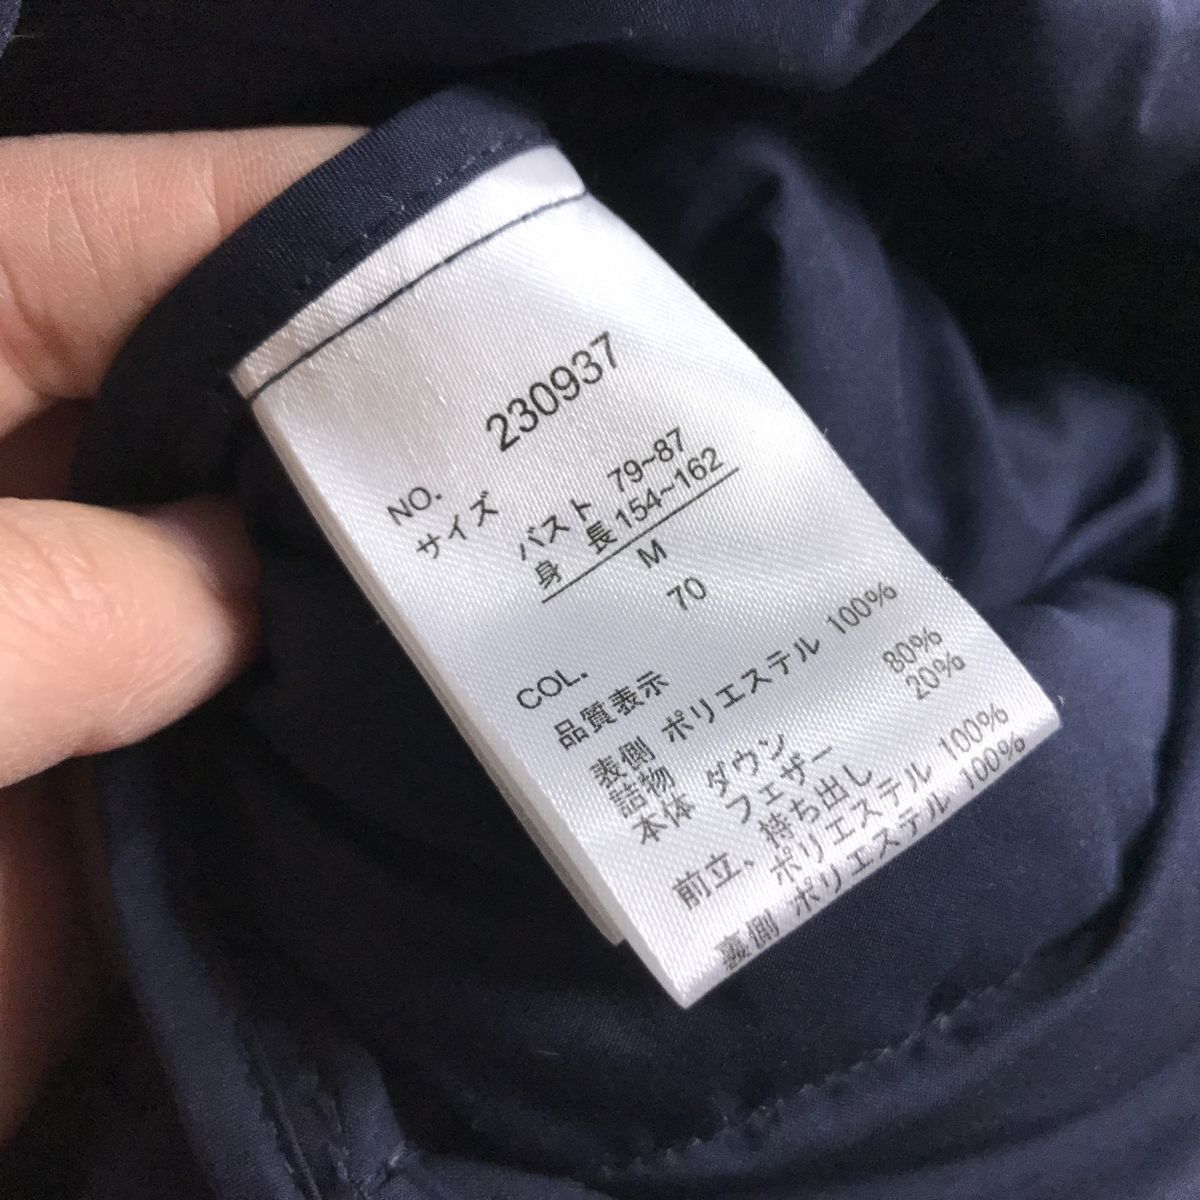 NO. 230937
サイズ
バスト 79~87
身 長 154~162
M
COL. 70
品質表示
表側 ポリエステル 100%
詰物
本体 ダウン 80%
フェザー 20%
前立、持ち出し
ポリエステル 100%
裏側 ポリエステル 100%